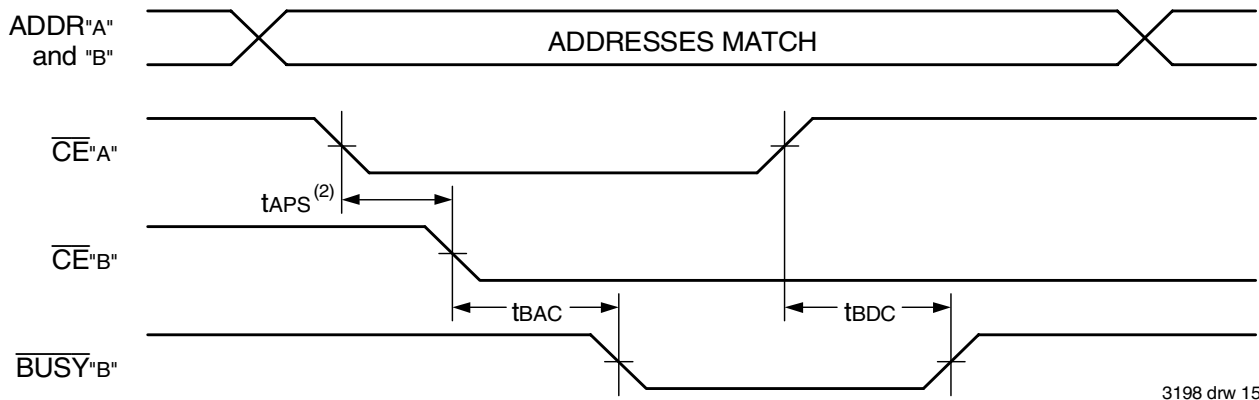 ADDR"A"
and "B"
ADDRESSES MATCH
CE"A"
tAPS(2)
CE"B"
tBAC
tBDC
BUSY"B"
3198 drw 15